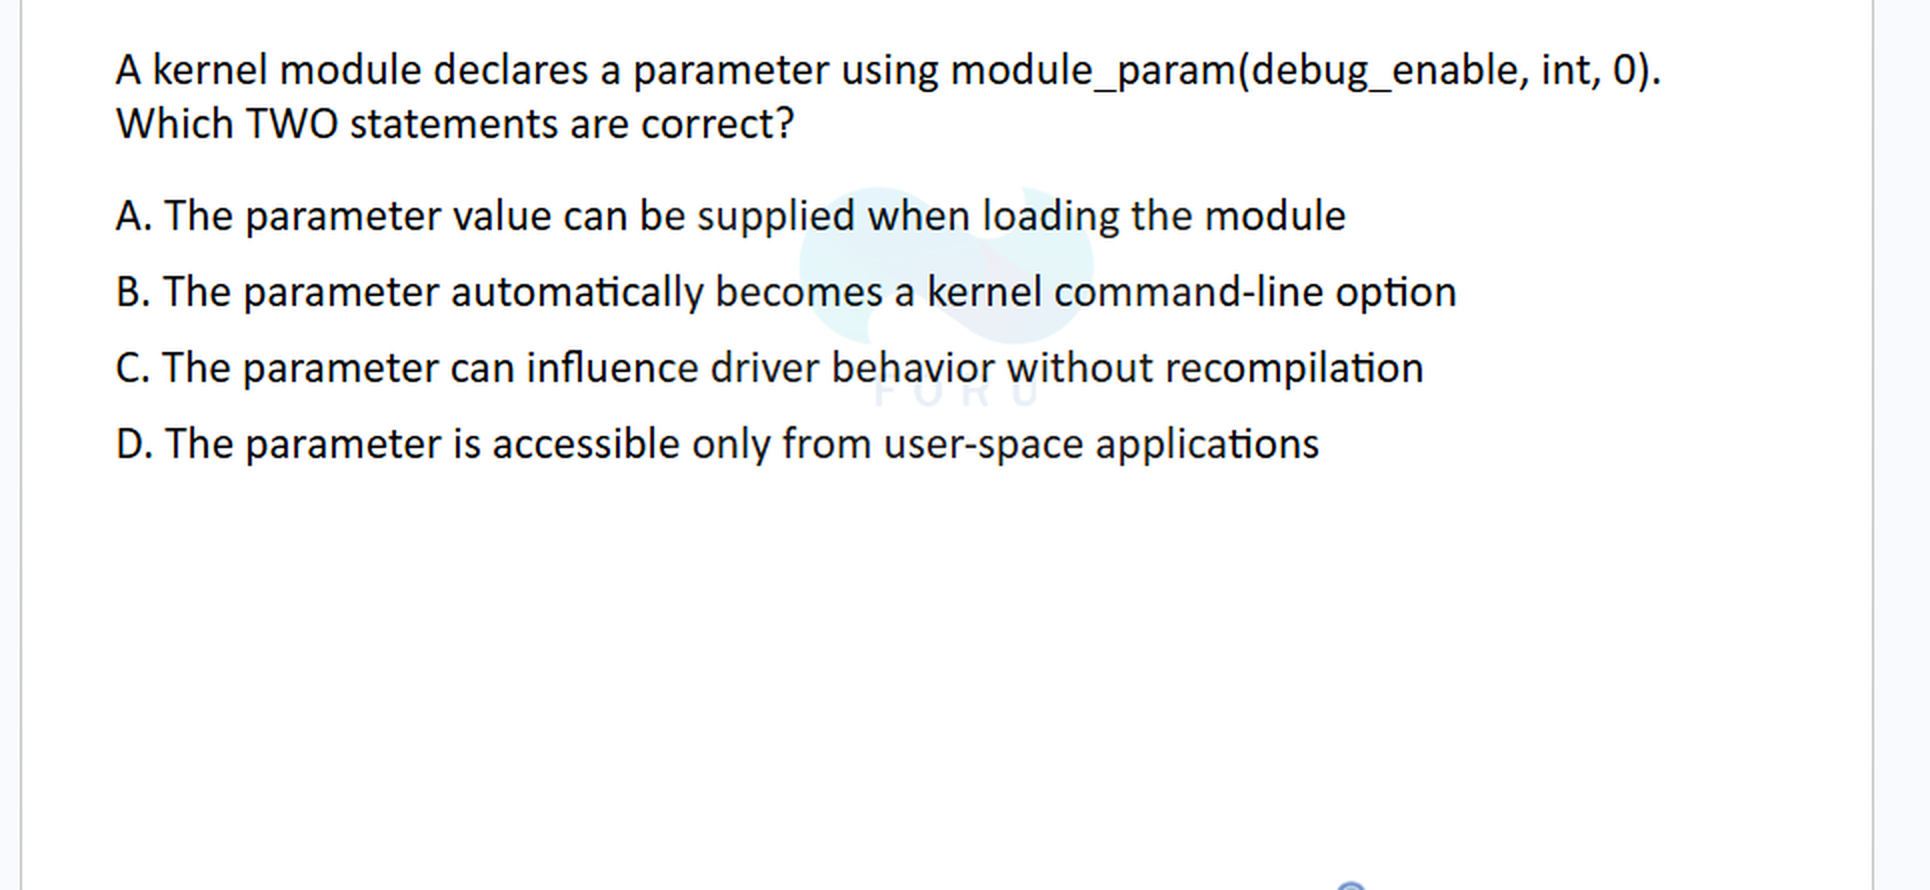 A kernel module declares a parameter using module_param(debug_enable, int, 0).
Which TWO statements are correct?
A. The parameter value can be supplied when loading the module
B. The parameter automatically becomes a kernel command-line option
C. The parameter can influence driver behavior without recompilation
FORU
D. The parameter is accessible only from user-space applications